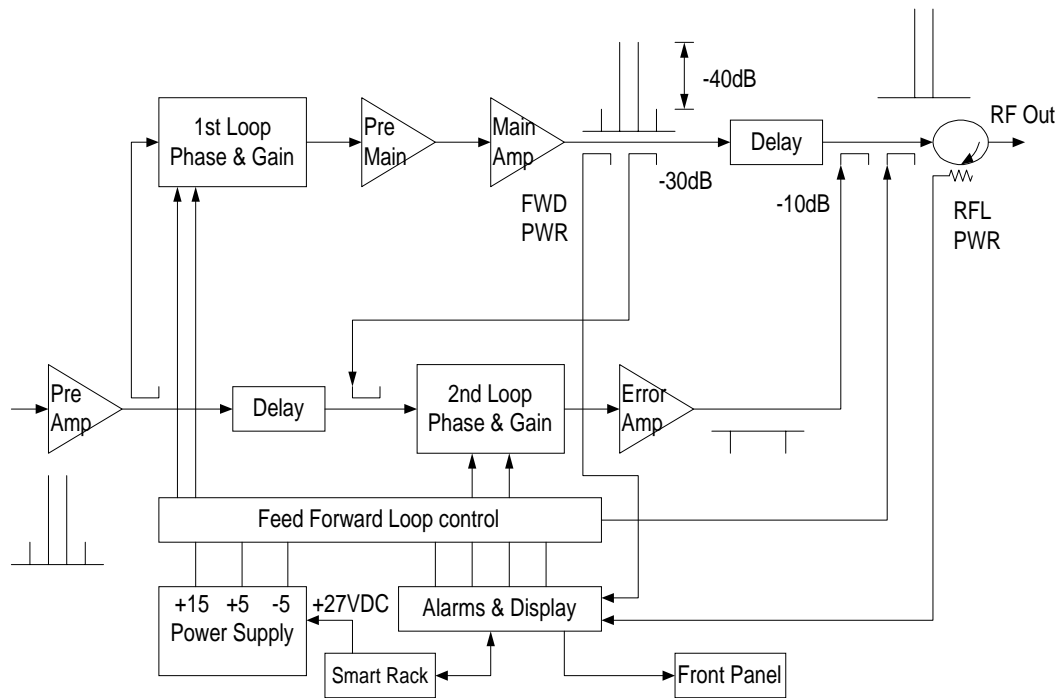 -40dB
RF Out
1st Loop
Phase & Gain
Pre
Main
Main
Amp
Delay
-30dB
-10dB
FWD
PWR
RFL
PWR
Pre
Amp
Delay
2nd Loop
Phase & Gain
Error
Amp
Feed Forward Loop control
+15 +5 -5
Power Supply
+27VDC
Alarms & Display
Smart Rack
Front Panel